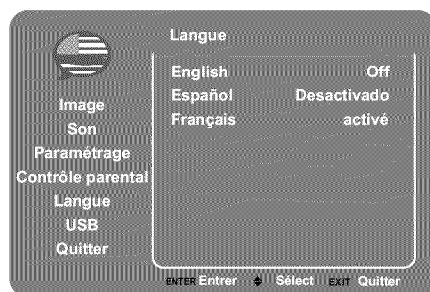 Langue
English Off
Español Desactivado
Français activé
Image
Son
Paramétrage
Contrôle parental
Langue
USB
Quitter
ENTER Entrer Sélect EXIT Quitter